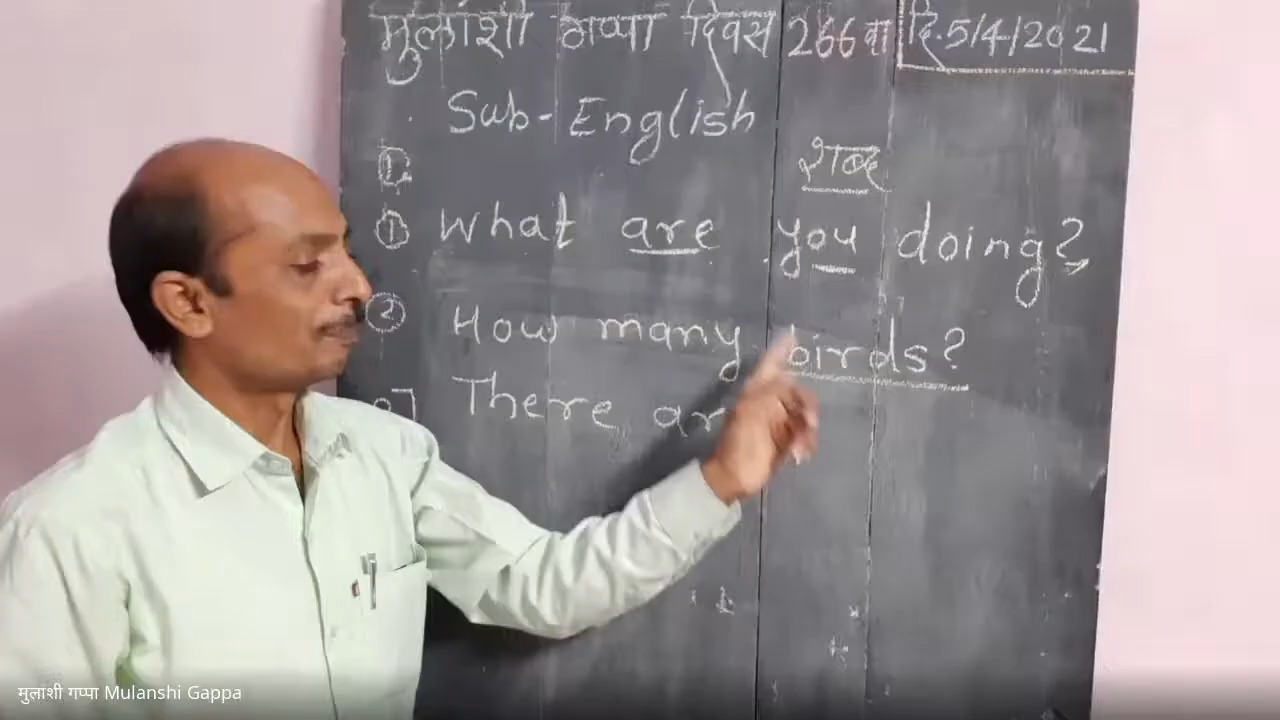 मुलांशी गप्पा दिवस 266 वा दि.5/4/2021
Sub-English
①
शब्द
① What are you doing?
② How many birds?
There ar
मुलांशी गप्पा Mulanshi Gappa